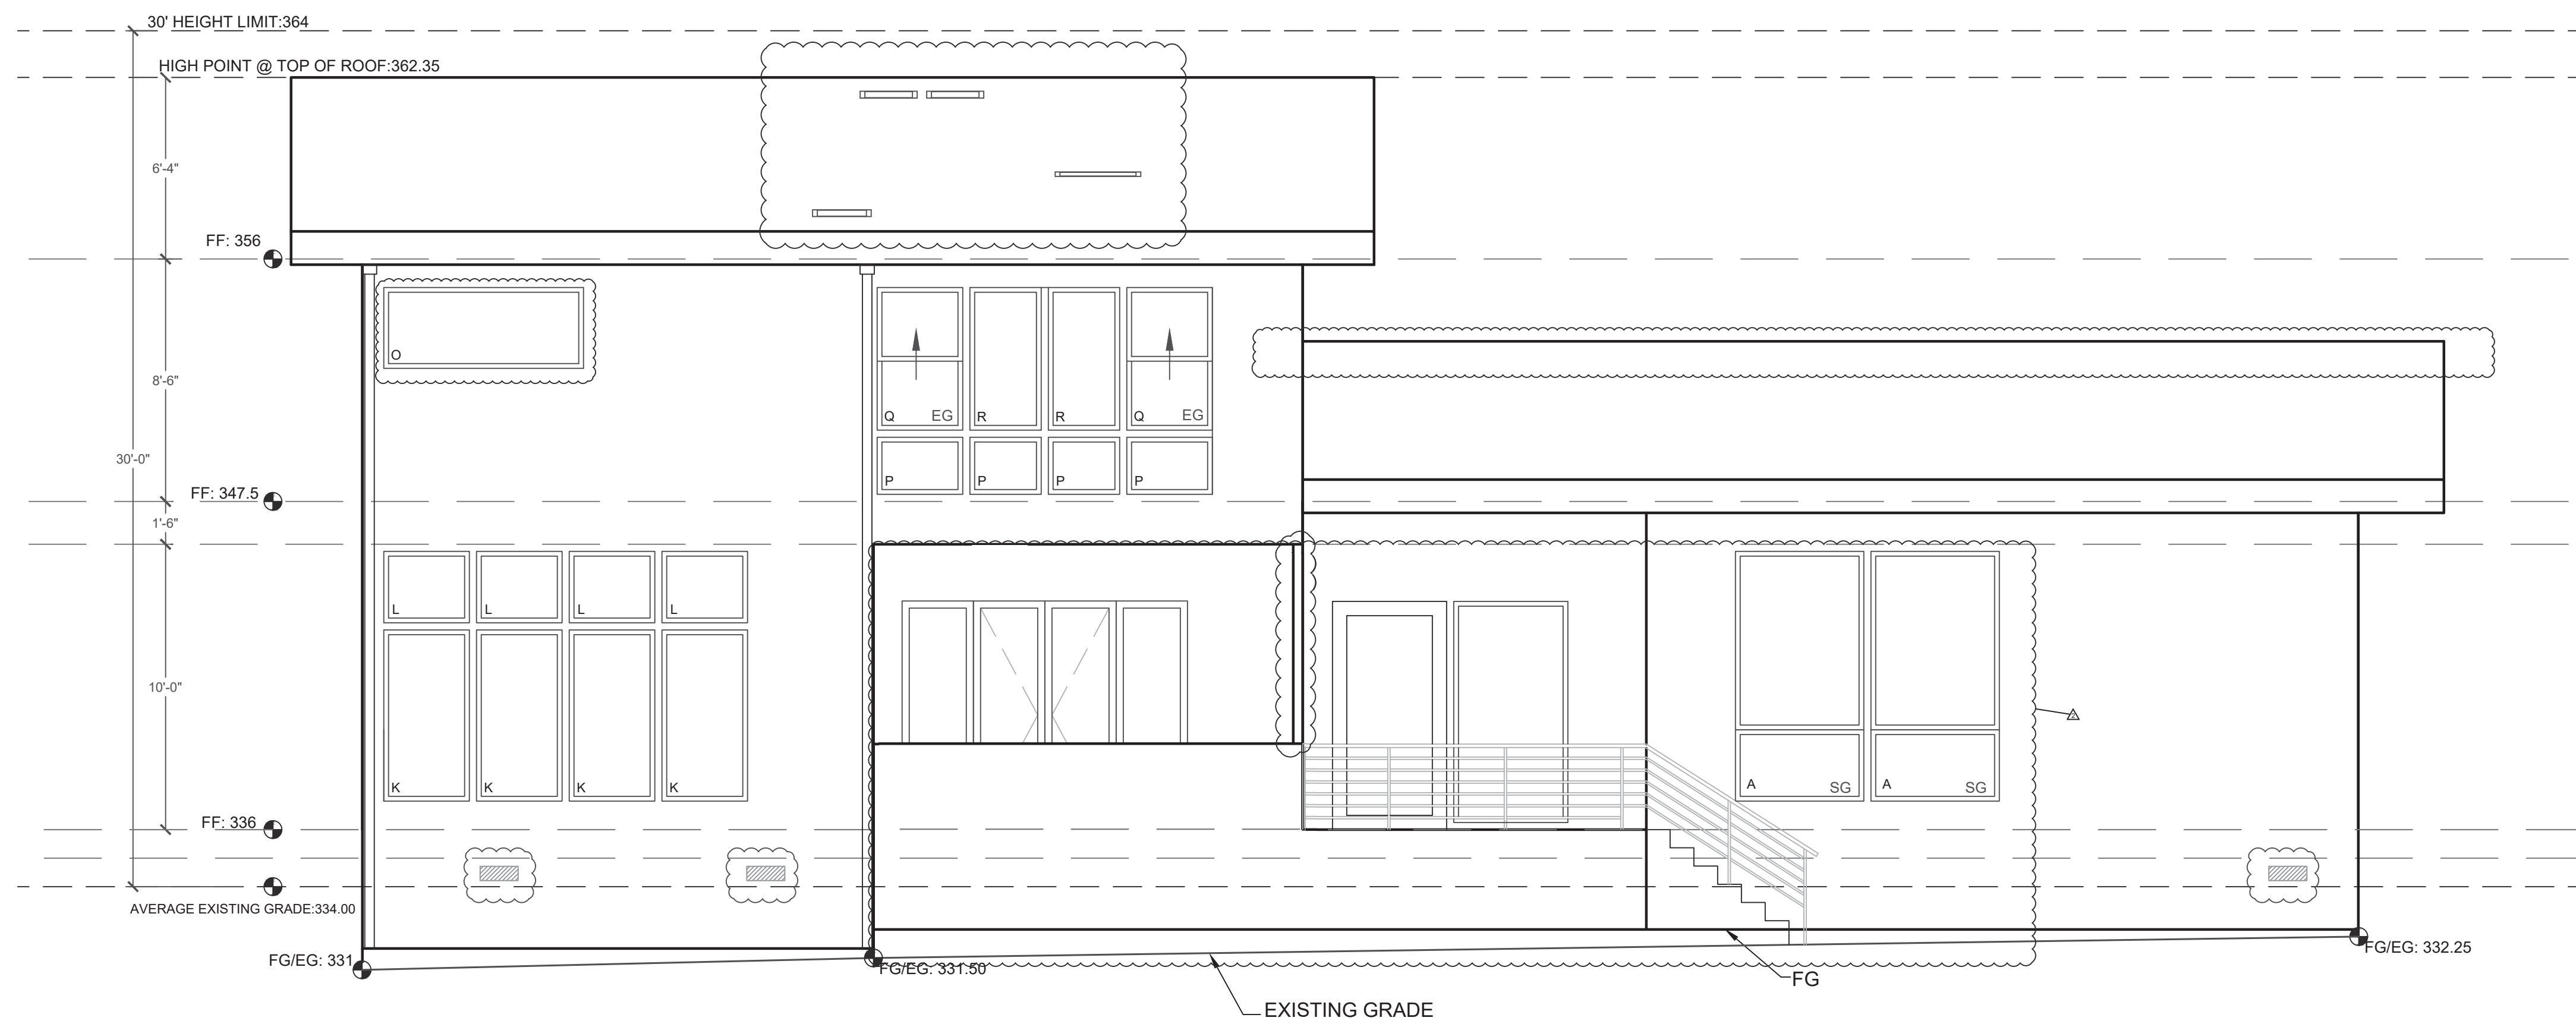 30' HEIGHT LIMIT:364
HIGH POINT @ TOP OF ROOF:362.35
6'-4"
FF: 356
O
8'-6"
Q EG R R Q EG
30'-0"
P P P P
FF: 347.5
1'-6"
L L L L
10'-0"
K K K K
A SG A SG
FF: 336
AVERAGE EXISTING GRADE:334.00
FG/EG: 331
FG/EG: 331.50
FG/EG: 332.25
FG
EXISTING GRADE